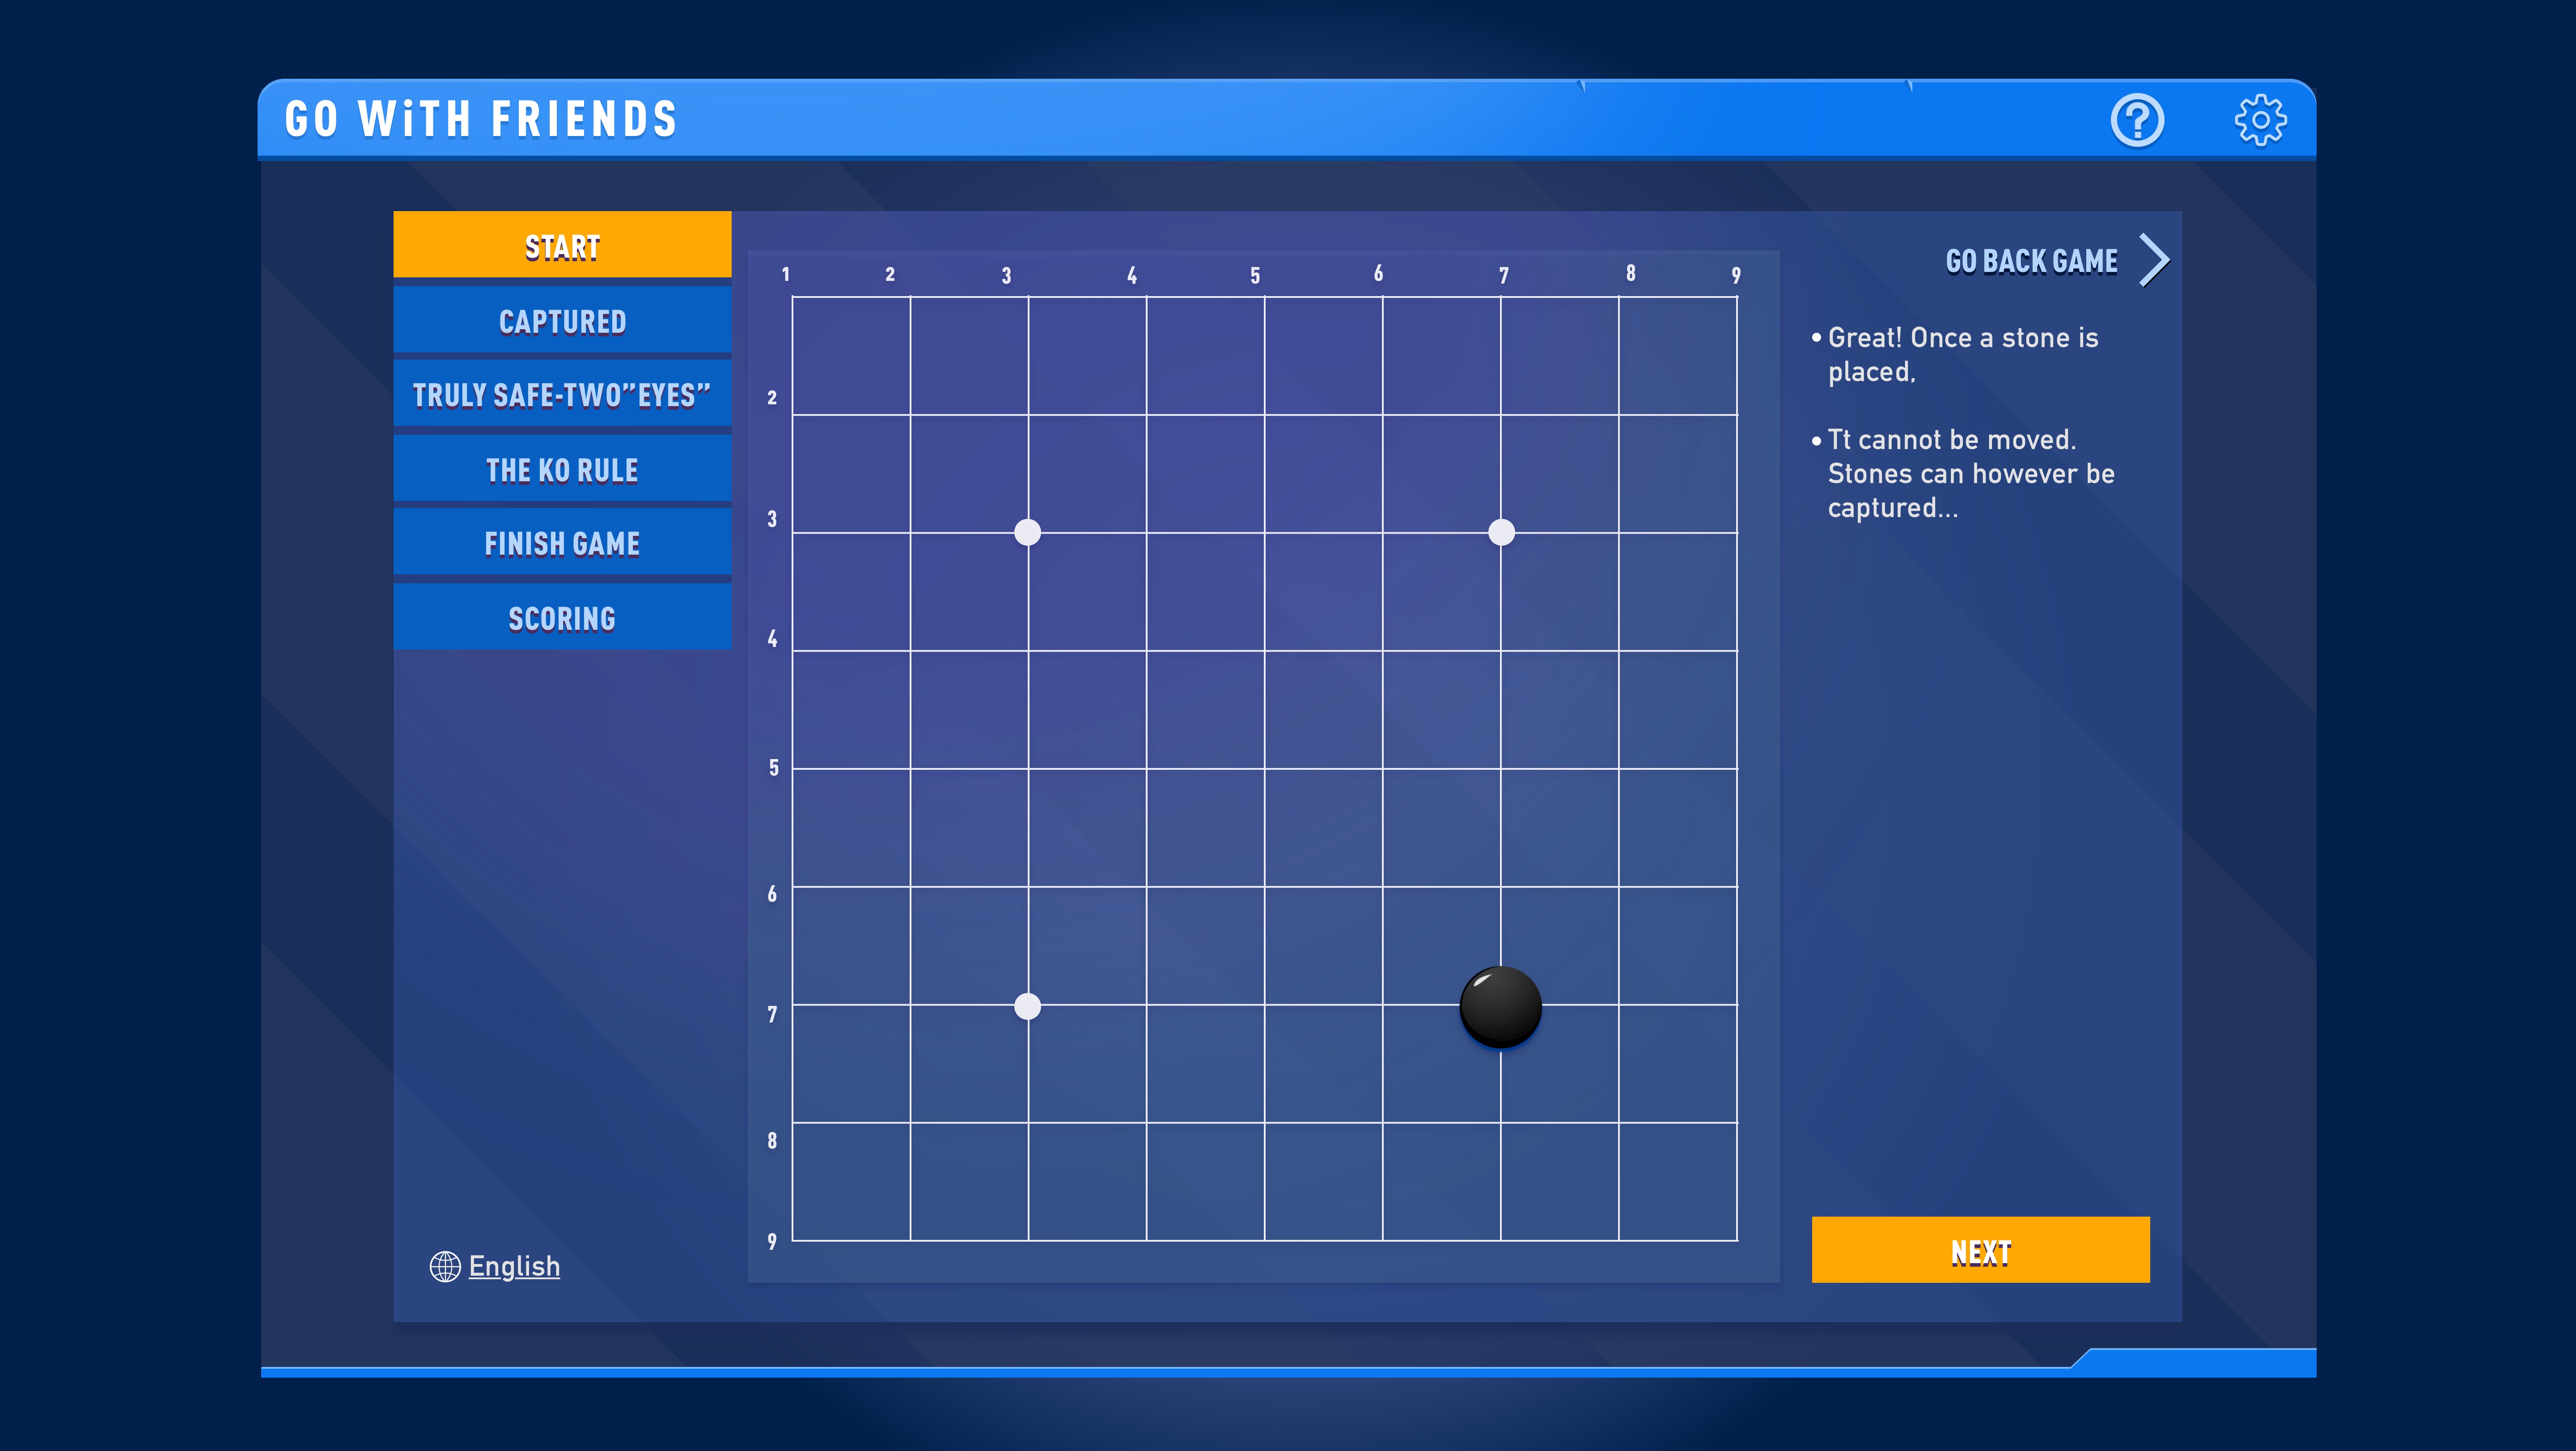 GO WiTH FRIENDS
START
CAPTURED
TRULY SAFE-TWO”EYES”
THE KO RULE
FINISH GAME
SCORING
English
1 2 3 4 5 6 7 8 9
2
3
4
5
6
7
8
9
GO BACK GAME
• Great! Once a stone is
placed,
• Tt cannot be moved.
Stones can however be
captured...
NEXT